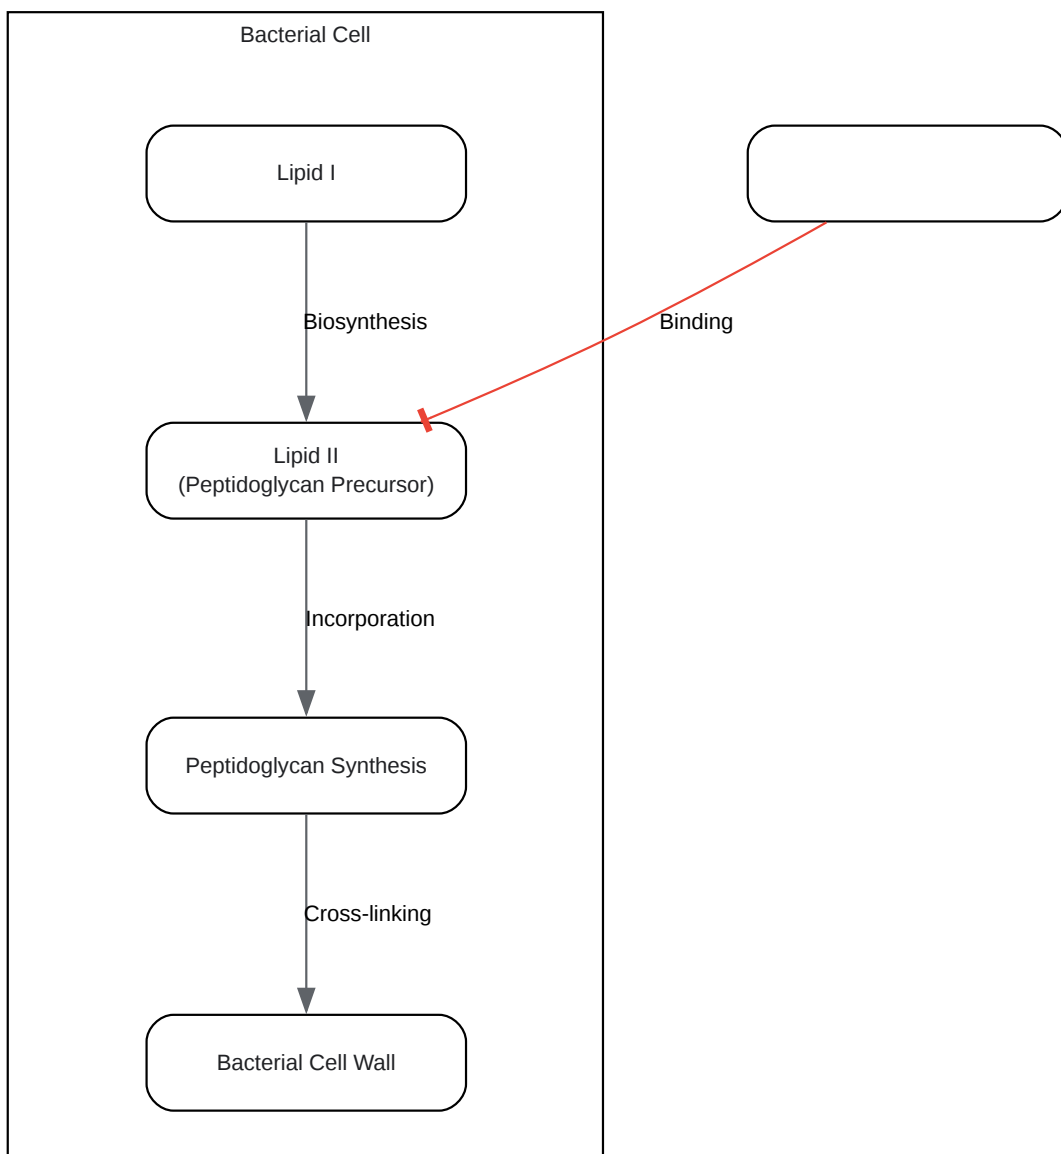 Bacterial Cell
Lipid I
Biosynthesis
Binding
Lipid II
(Peptidoglycan Precursor)
Incorporation
Peptidoglycan Synthesis
Cross-linking
Bacterial Cell Wall